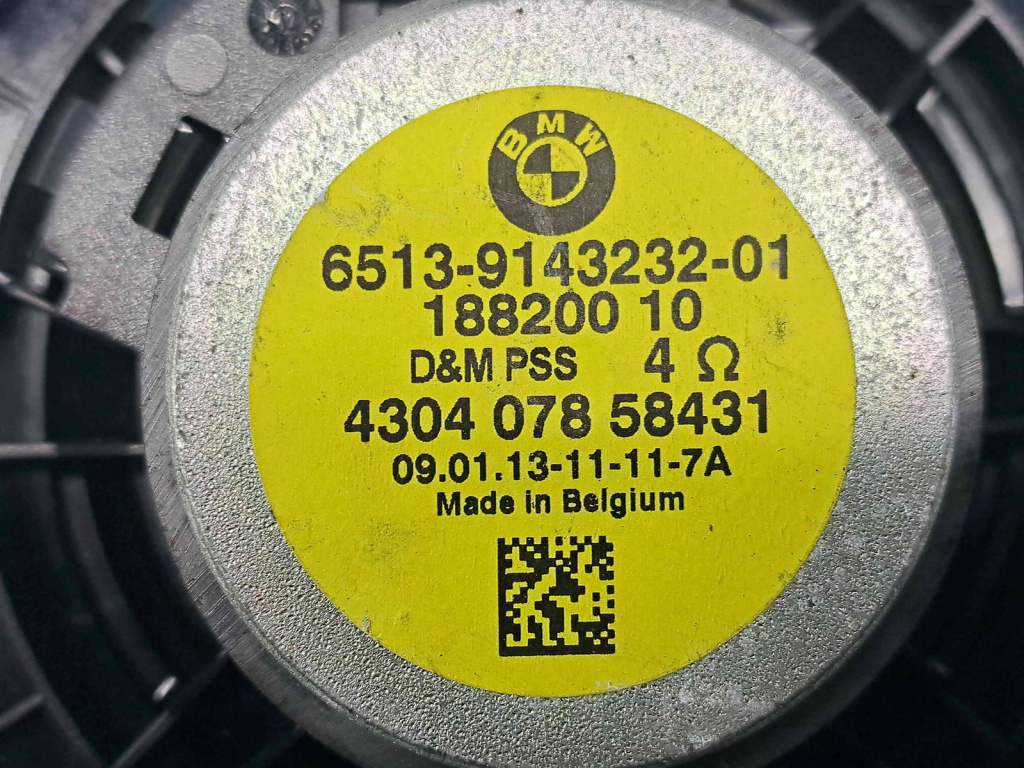 BMW
6513-9143232-01
188200 10
D&M PSS 4 Ω
4304 078 58431
09.01.13-11-11-7A
Made in Belgium